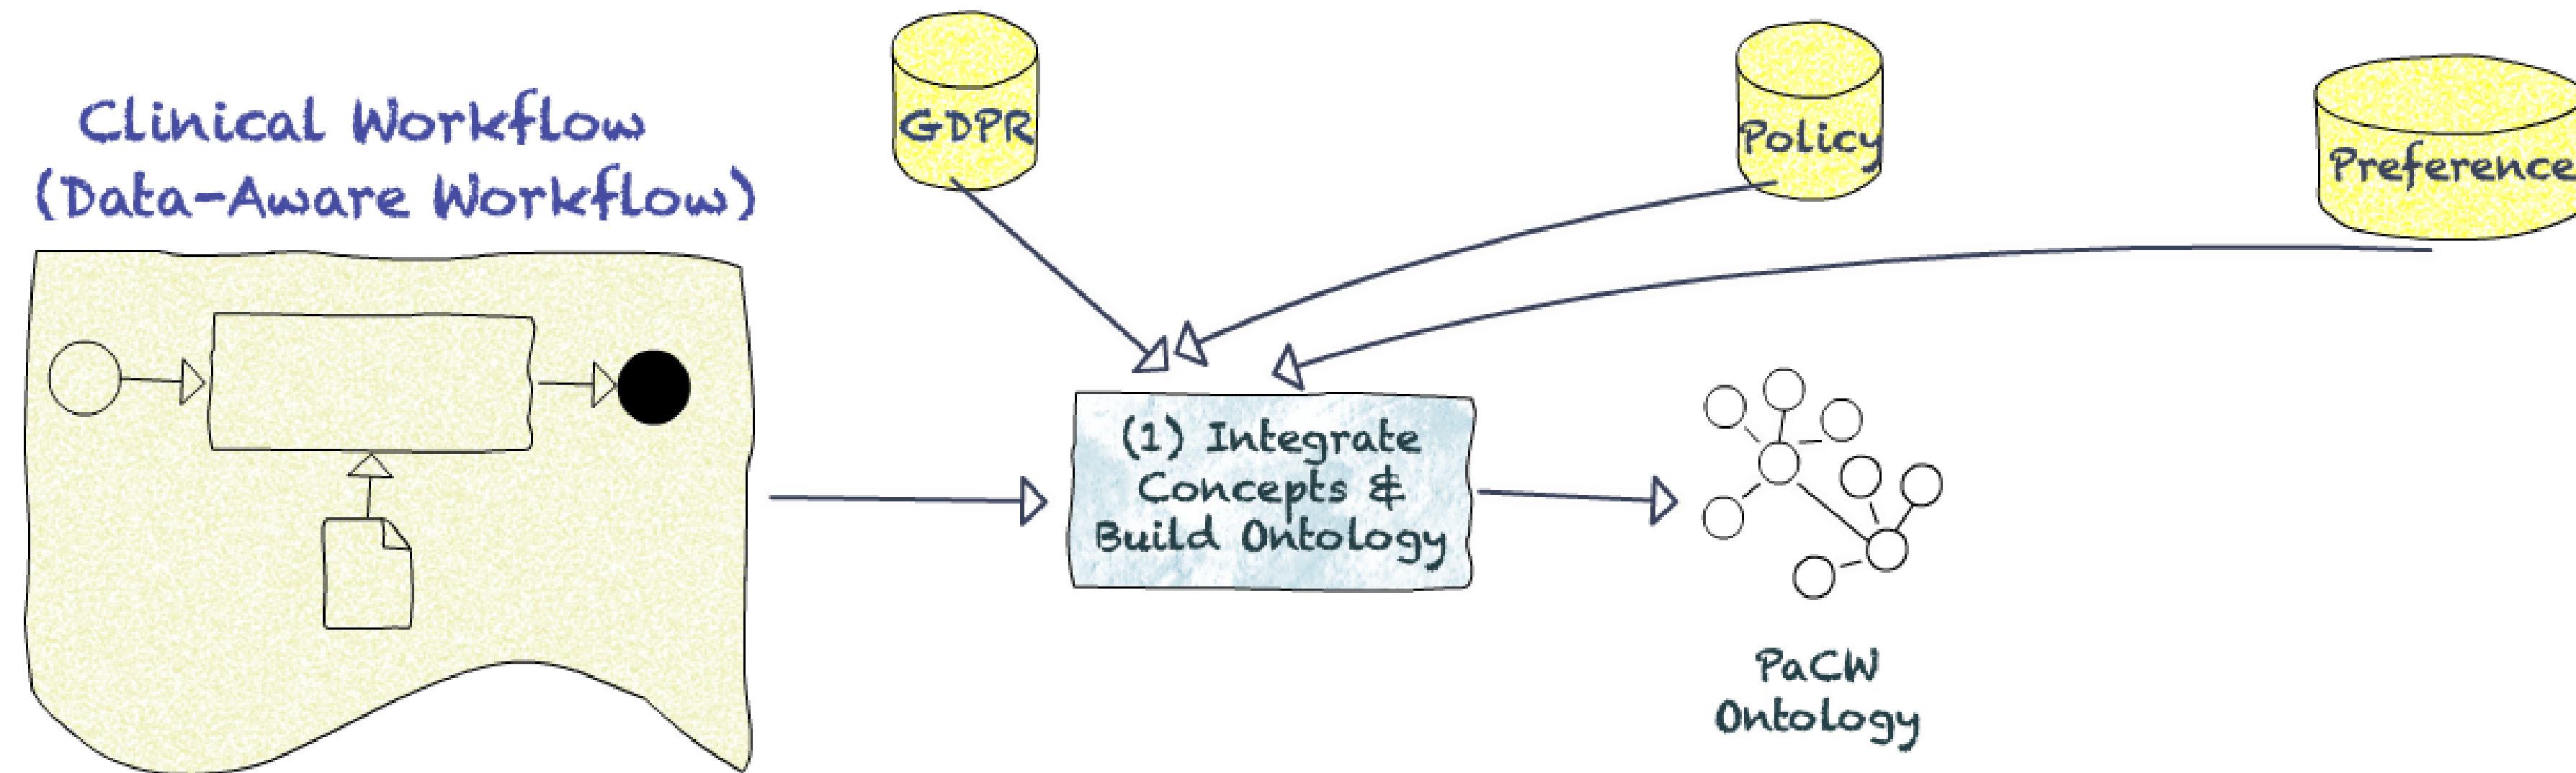 Clinical Workflow
(Data-Aware Workflow)
GDPR
Policy
Preference
(1) Integrate
Concepts &
Build Ontology
PaCW
Ontology